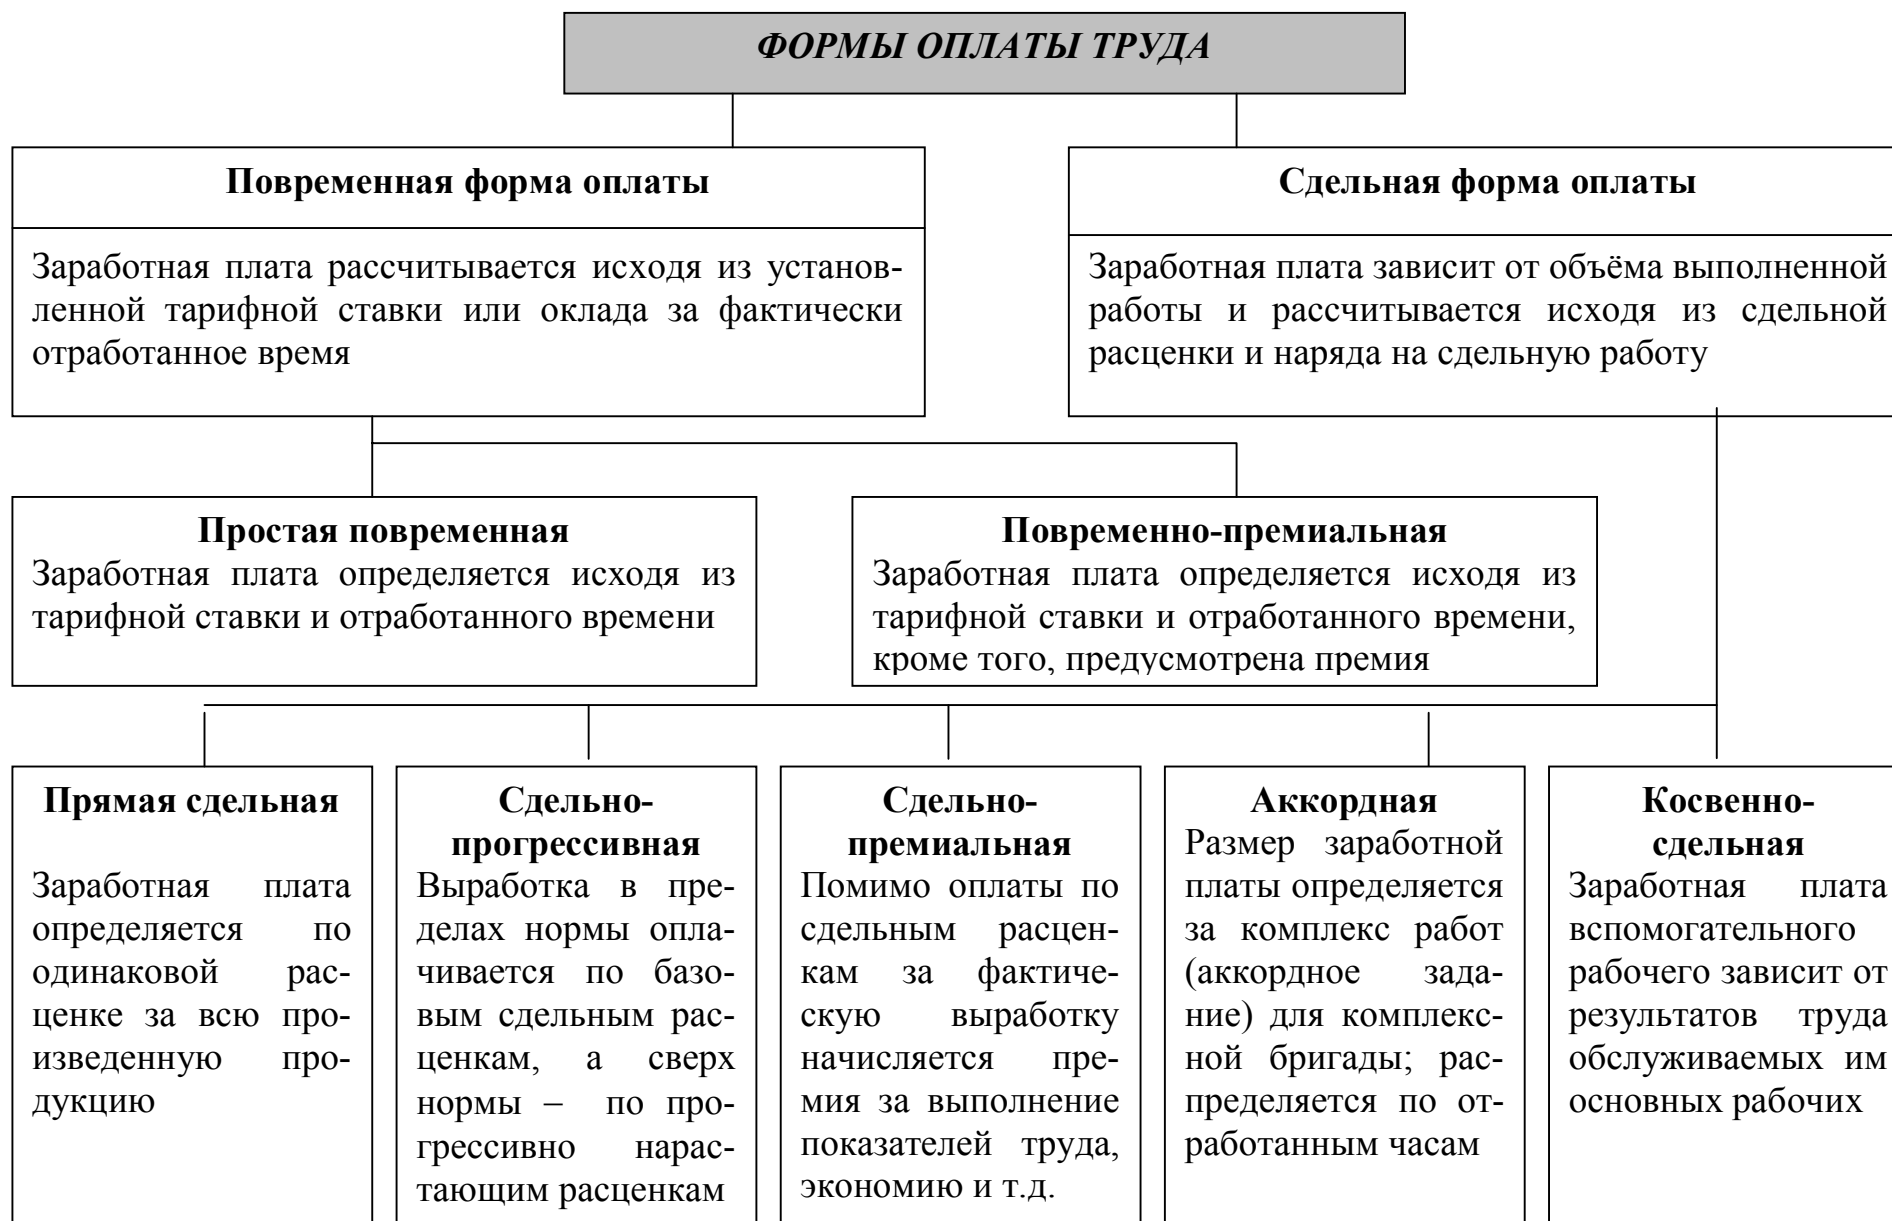 ФОРМЫ ОПЛАТЫ ТРУДА
Повременная форма оплаты
Заработная плата рассчитывается исходя из установ-
ленной тарифной ставки или оклада за фактически
отработанное время
Сдельная форма оплаты
Заработная плата зависит от объёма выполненной
работы и рассчитывается исходя из сдельной
расценки и наряда на сдельную работу
Простая повременная
Заработная плата определяется исходя из
тарифной ставки и отработанного времени
Повременно-премиальная
Заработная плата определяется исходя из
тарифной ставки и отработанного времени,
кроме того, предусмотрена премия
Прямая сдельная
Заработная плата
определяется по
одинаковой рас-
ценке за всю про-
изведенную про-
дукцию
Сдельно-
прогрессивная
Выработка в пре-
делах нормы опла-
чивается по базо-
вым сдельным рас-
ценкам, а сверх
нормы – по про-
грессивно нарас-
тающим расценкам
Сдельно-
премиальная
Помимо оплаты по
сдельным расцен-
кам за фактиче-
скую выработку
начисляется пре-
мия за выполнение
показателей труда,
экономию и т.д.
Аккордная
Размер заработной
платы определяется
за комплекс работ
(аккордное зада-
ние) для комплекс-
ной бригады; рас-
пределяется по от-
работанным часам
Косвенно-
сдельная
Заработная плата
вспомогательного
рабочего зависит от
результатов труда
обслуживаемых им
основных рабочих